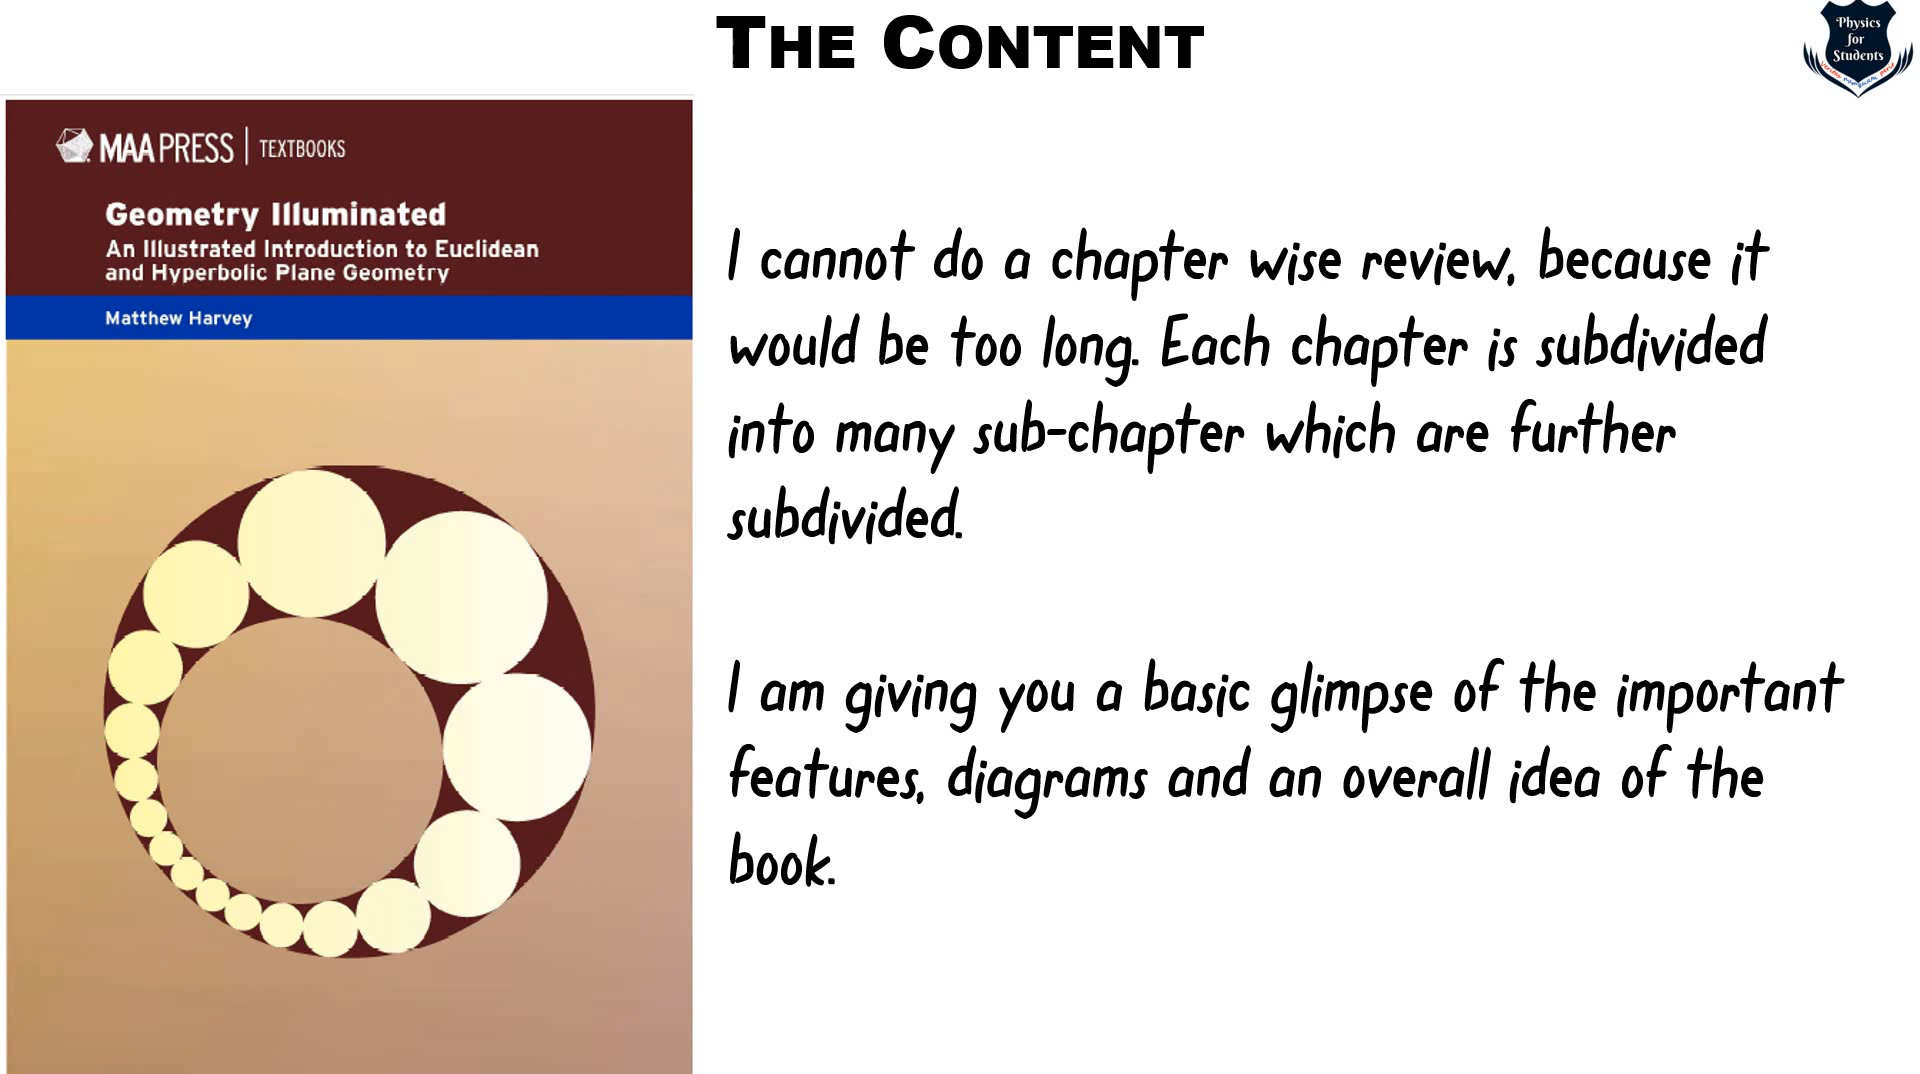 THE CONTENT
Physics
for
Students
MAA PRESS | TEXTBOOKS
Geometry Illuminated
An Illustrated Introduction to Euclidean
and Hyperbolic Plane Geometry
Matthew Harvey
I cannot do a chapter wise review, because it
would be too long. Each chapter is subdivided
into many sub-chapter which are further
subdivided.
I am giving you a basic glimpse of the important
features, diagrams and an overall idea of the
book.